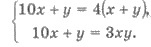 10x + y = 4(x + y),
10x + y = 3xy.